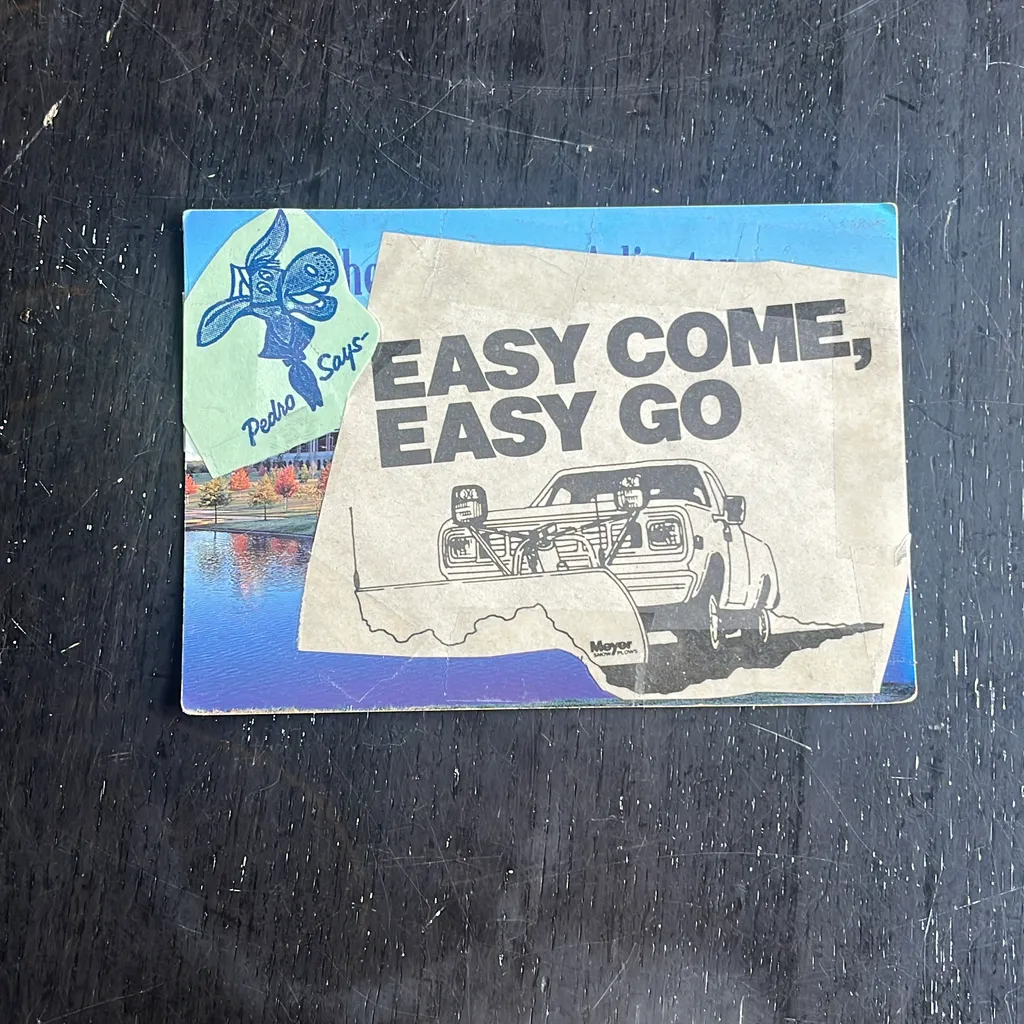 Pedro Says-
EASY COME,
EASY GO
Meyer
SNOW PLOWS